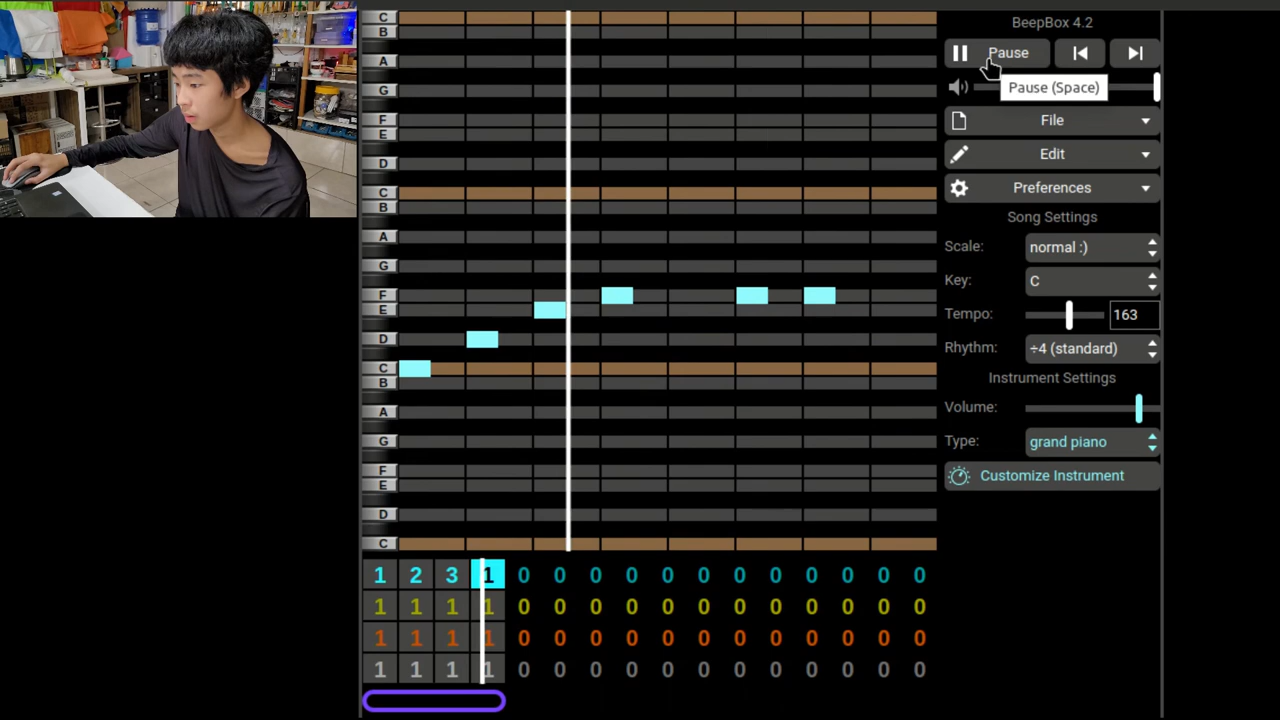 BeepBox 4.2
Pause
Pause (Space)
File
Edit
Preferences
Song Settings
Scale: normal :)
Key: C
Tempo: 163
Rhythm: ÷4 (standard)
Instrument Settings
Volume:
Type: grand piano
Customize Instrument
C
B
A
G
F
E
D
C
B
A
G
F
E
D
C
B
A
G
F
E
D
C
1 2 3 1 0 0 0 0 0 0 0 0 0 0 0 0
1 1 1 1 0 0 0 0 0 0 0 0 0 0 0 0
1 1 1 1 0 0 0 0 0 0 0 0 0 0 0 0
1 1 1 1 0 0 0 0 0 0 0 0 0 0 0 0